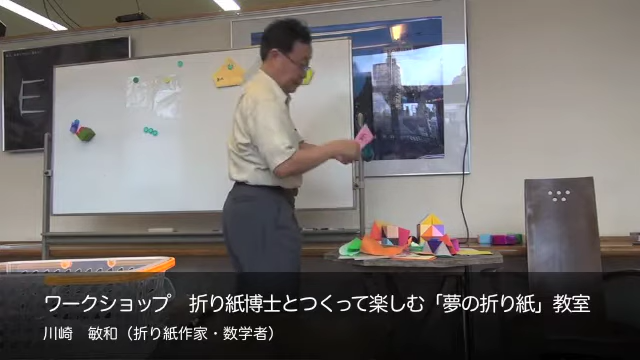 ワークショップ　折り紙博士とつくって楽しむ「夢の折り紙」教室
川崎　敏和（折り紙作家・数学者）